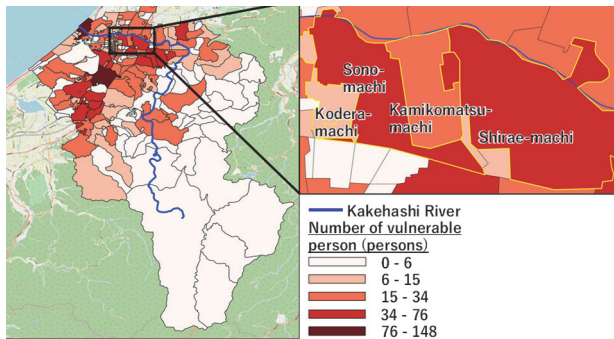 Sono-
machi
Kodera-
machi
Kamikomatsu-
machi
Shirae-machi
Kakehashi River
Number of vulnerable
person (persons)
0 - 6
6 - 15
15 - 34
34 - 76
76 - 148